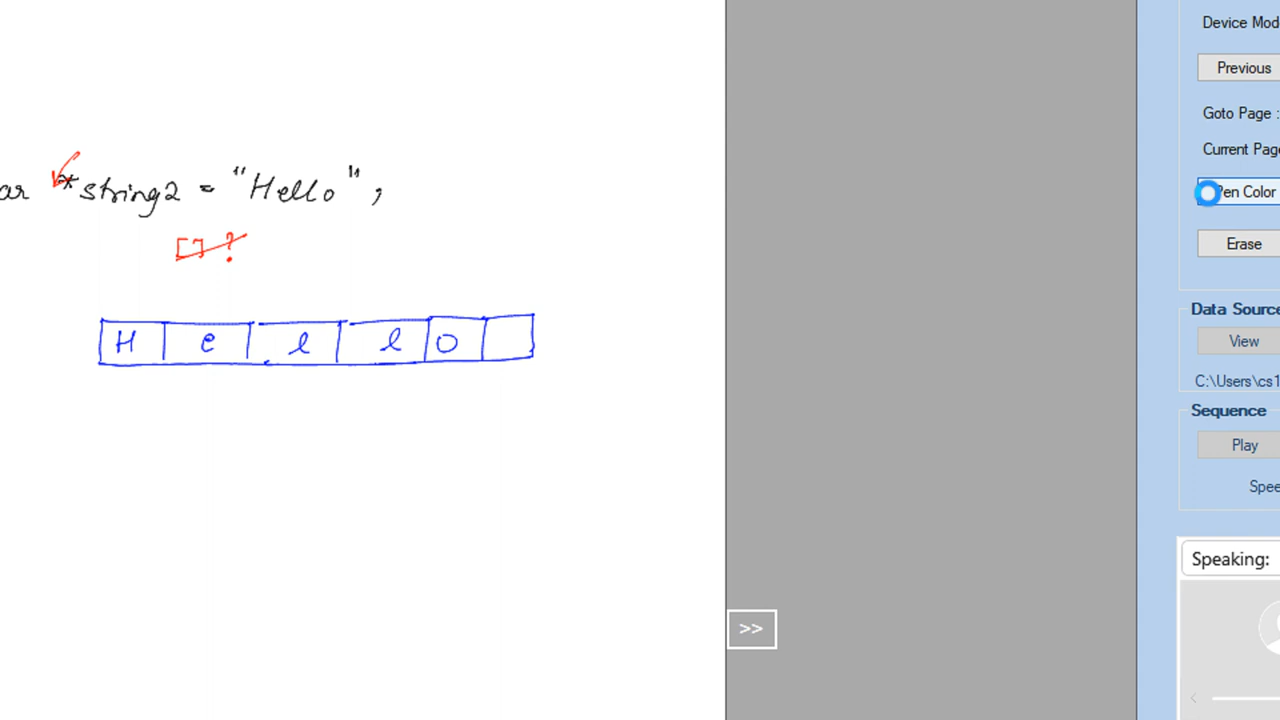 ar *string2 = "Hello";
[] ?
H e l l o
>>
Device Mod
Previous
Goto Page :
Current Page
Pen Color
Erase
Data Source
View
C:\Users\cs1
Sequence
Play
Spee
Speaking: